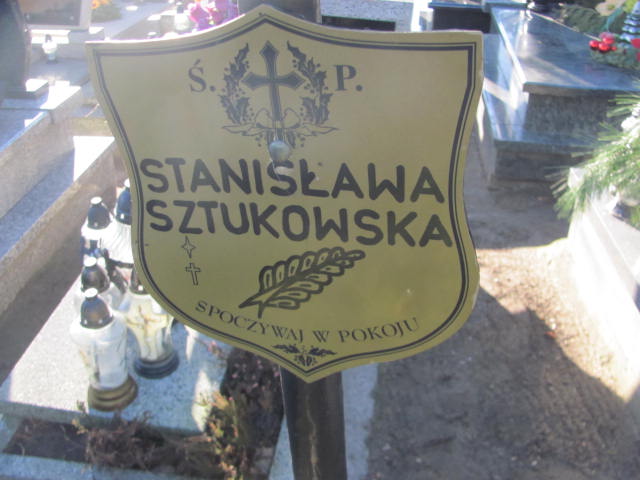 Ś. P.
STANISŁAWA
SZTUKOWSKA
SPOCZYWAJ W POKOJU